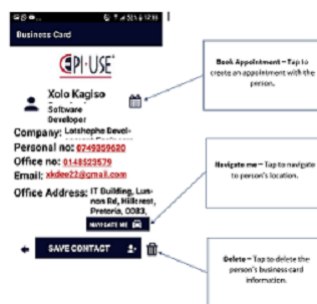 Business Card
EPI-USE
Xolo Kagiso
Software
Developer
Company:
Personal no: 0749359620
Office no: 0148523579
Email: xkdee22@gmail.com
Office Address: IT Building, Lun-
non Rd, Hillcrest,
Pretoria, 0083,
NAVIGATE ME
SAVE CONTACT
Book Appointment – Tap to
create an appointment with the
person.
Navigate me – Tap to navigate
to person's location.
Delete – Tap to delete the
person's business card
information.